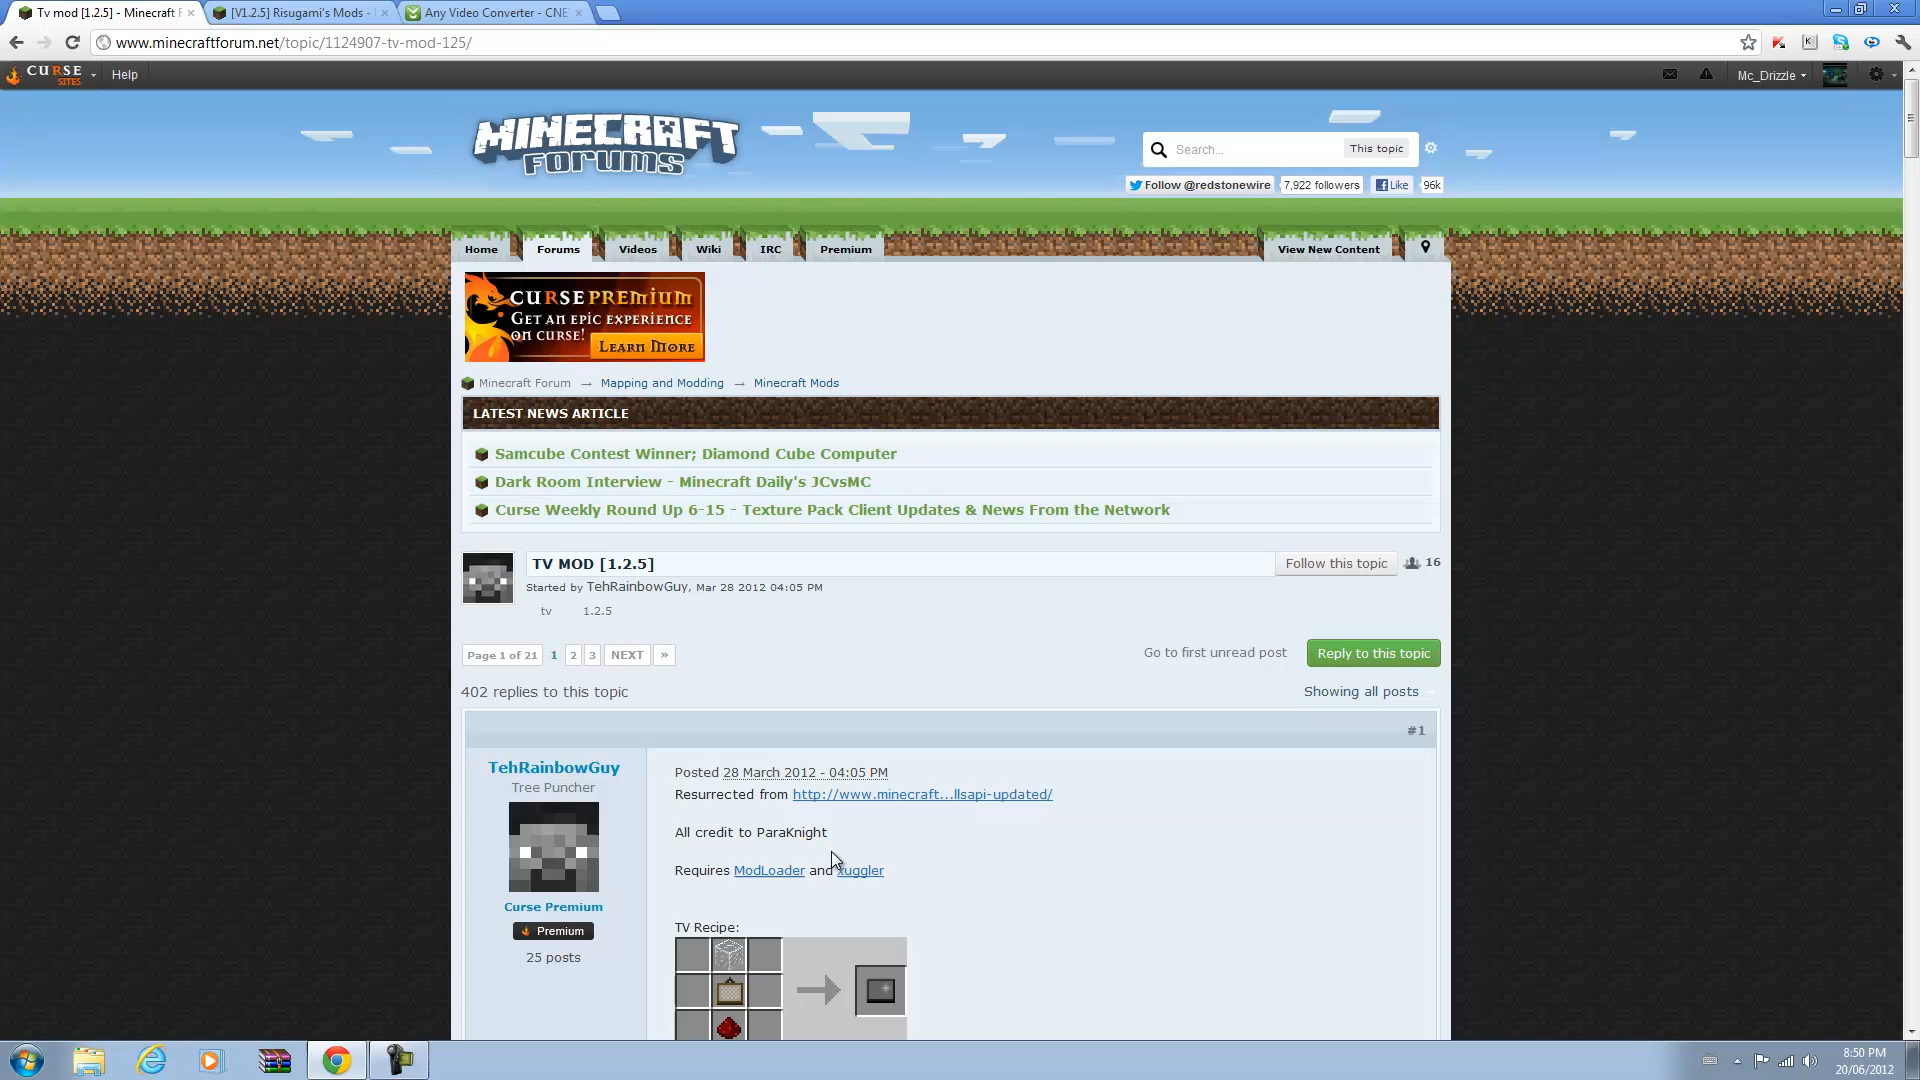 Tv mod [1.2.5] - Minecraft F
[V1.2.5] Risugami's Mods -
Any Video Converter - CNE
www.minecraftforum.net/topic/1124907-tv-mod-125/
CURSE SITES
Help
Mc_Drizzle
MINECRAFT
FORUMS
Search...
This topic
Follow @redstonewire
7,922 followers
Like
96k
Home
Forums
Videos
Wiki
IRC
Premium
View New Content
CURSE PREMIUM
GET AN EPIC EXPERIENCE
ON CURSE!
LEARN MORE
Minecraft Forum → Mapping and Modding → Minecraft Mods
LATEST NEWS ARTICLE
Samcube Contest Winner; Diamond Cube Computer
Dark Room Interview - Minecraft Daily's JCvsMC
Curse Weekly Round Up 6-15 - Texture Pack Client Updates & News From the Network
TV MOD [1.2.5]
Follow this topic
16
Started by TehRainbowGuy, Mar 28 2012 04:05 PM
tv 1.2.5
Page 1 of 21 1 2 3 NEXT »
Go to first unread post
Reply to this topic
402 replies to this topic
Showing all posts
#1
TehRainbowGuy
Tree Puncher
Curse Premium
Premium
25 posts
Posted 28 March 2012 - 04:05 PM
Resurrected from http://www.minecraft...llsapi-updated/
All credit to ParaKnight
Requires ModLoader and xuggler
TV Recipe:
8:50 PM
20/06/2012